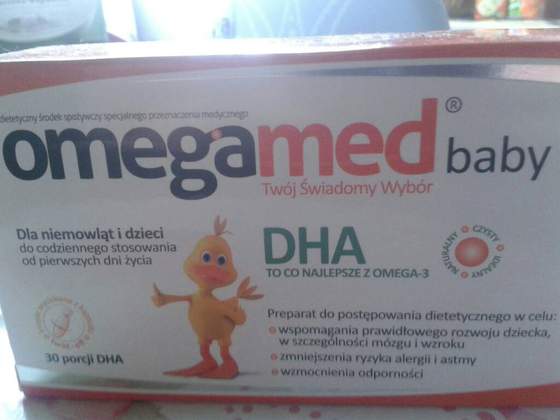 dietetyczny środek spożywczy specjalnego przeznaczenia medycznego
omegamed® baby
Twój Świadomy Wybór
Dla niemowląt i dzieci
do codziennego stosowania
od pierwszych dni życia
DHA
TO CO NAJLEPSZE Z OMEGA-3
NATURALNY CZYSTY IDEALNY
Preparat do postępowania dietetycznego w celu:
wspomagania prawidłowego rozwoju dziecka,
w szczególności mózgu i wzroku
zmniejszenia ryzyka alergii i astmy
wzmocnienia odporności
30 porcji DHA